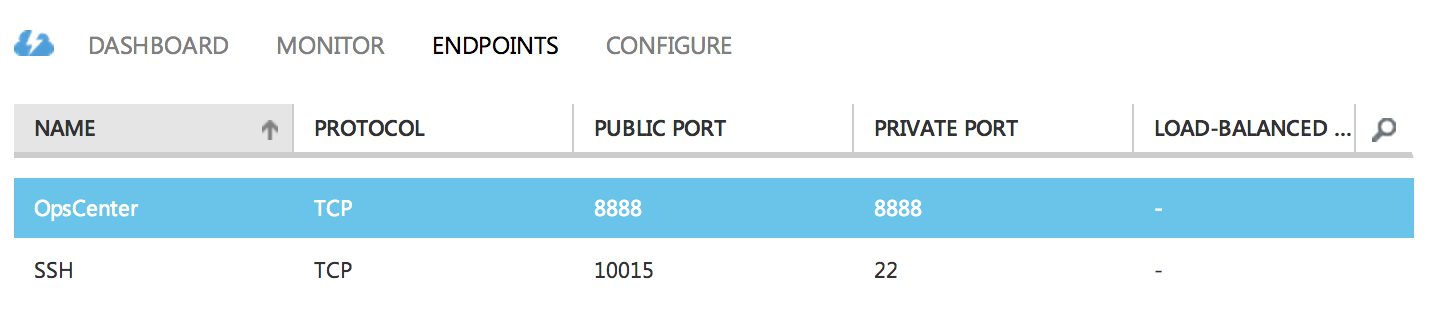 DASHBOARD MONITOR ENDPOINTS CONFIGURE
NAME PROTOCOL PUBLIC PORT PRIVATE PORT LOAD-BALANCED ...
OpsCenter TCP 8888 8888 -
SSH TCP 10015 22 -